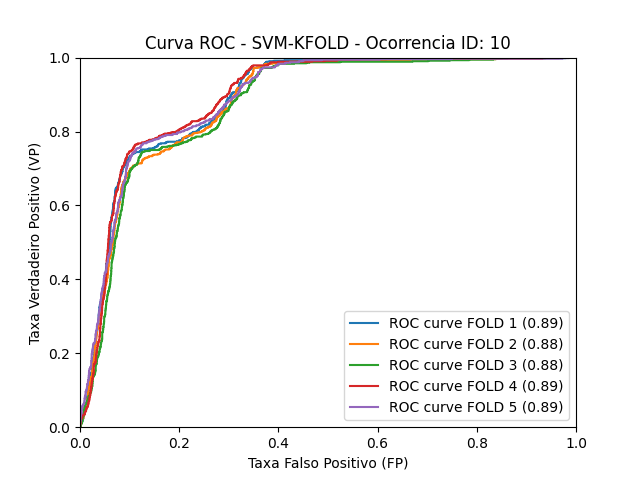 Curva ROC - SVM-KFOLD - Ocorrencia ID: 10
Taxa Verdadeiro Positivo (VP)
1.0
0.8
0.6
0.4
0.2
0.0
ROC curve FOLD 1 (0.89)
ROC curve FOLD 2 (0.88)
ROC curve FOLD 3 (0.88)
ROC curve FOLD 4 (0.89)
ROC curve FOLD 5 (0.89)
0.0 0.2 0.4 0.6 0.8 1.0
Taxa Falso Positivo (FP)